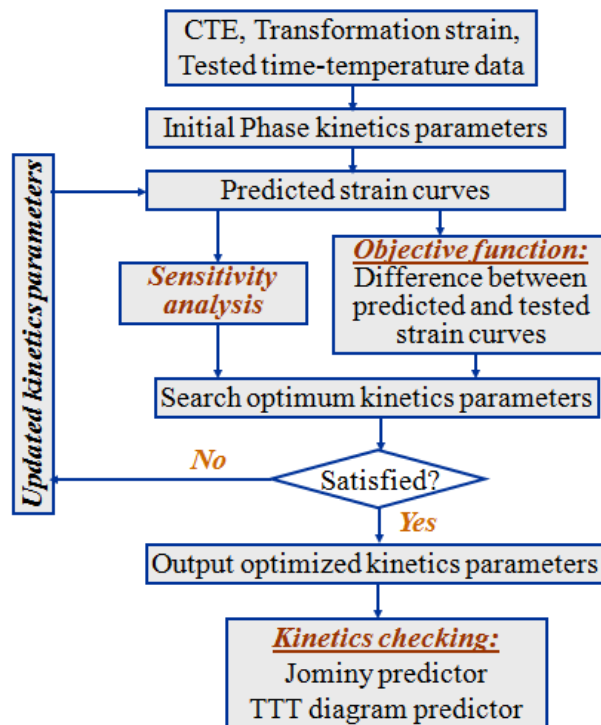 CTE, Transformation strain,
Tested time-temperature data
Initial Phase kinetics parameters
Updated kinetics parameters
Predicted strain curves
Sensitivity
analysis
Objective function:
Difference between
predicted and tested
strain curves
Search optimum kinetics parameters
No
Satisfied?
Yes
Output optimized kinetics parameters
Kinetics checking:
Jominy predictor
TTT diagram predictor